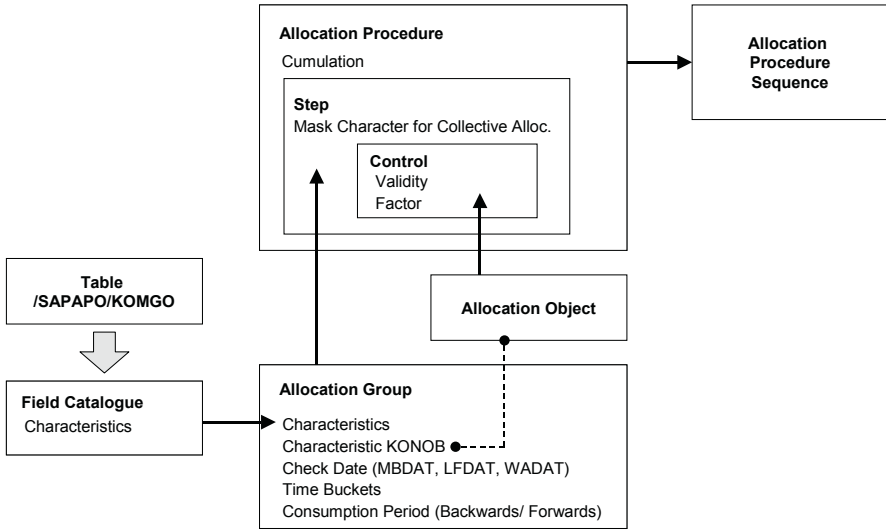 Allocation Procedure
Cumulation
Step
Mask Character for Collective Alloc.
Control
Validity
Factor
Allocation
Procedure
Sequence
Table
/SAPAPO/KOMGO
Allocation Object
Field Catalogue
Characteristics
Allocation Group
Characteristics
Characteristic KONOB
Check Date (MBDAT, LFDAT, WADAT)
Time Buckets
Consumption Period (Backwards/ Forwards)